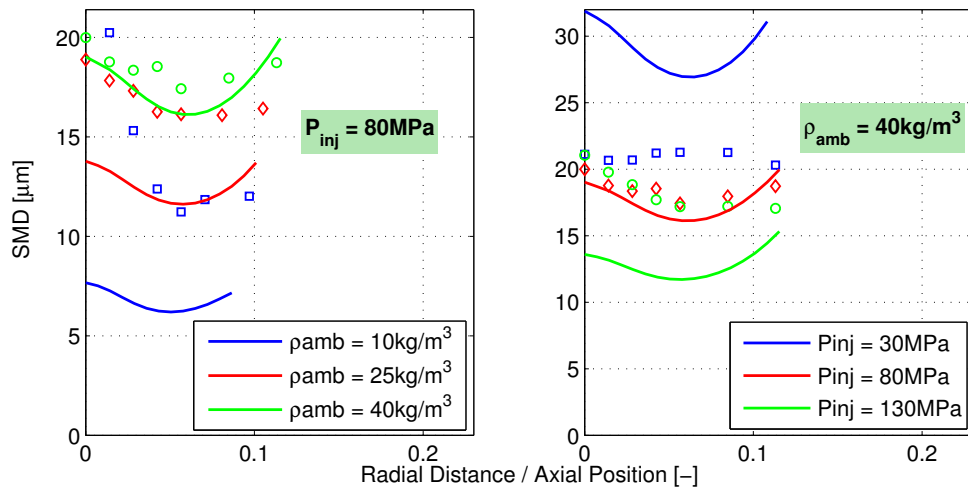 20
15
10
5
0
0
0.1
0.2
SMD [μm]
P_inj = 80MPa
ρamb = 10kg/m³
ρamb = 25kg/m³
ρamb = 40kg/m³
30
25
20
15
10
5
0
0
0.1
0.2
ρ_amb = 40kg/m³
Pinj = 30MPa
Pinj = 80MPa
Pinj = 130MPa
Radial Distance / Axial Position [−]